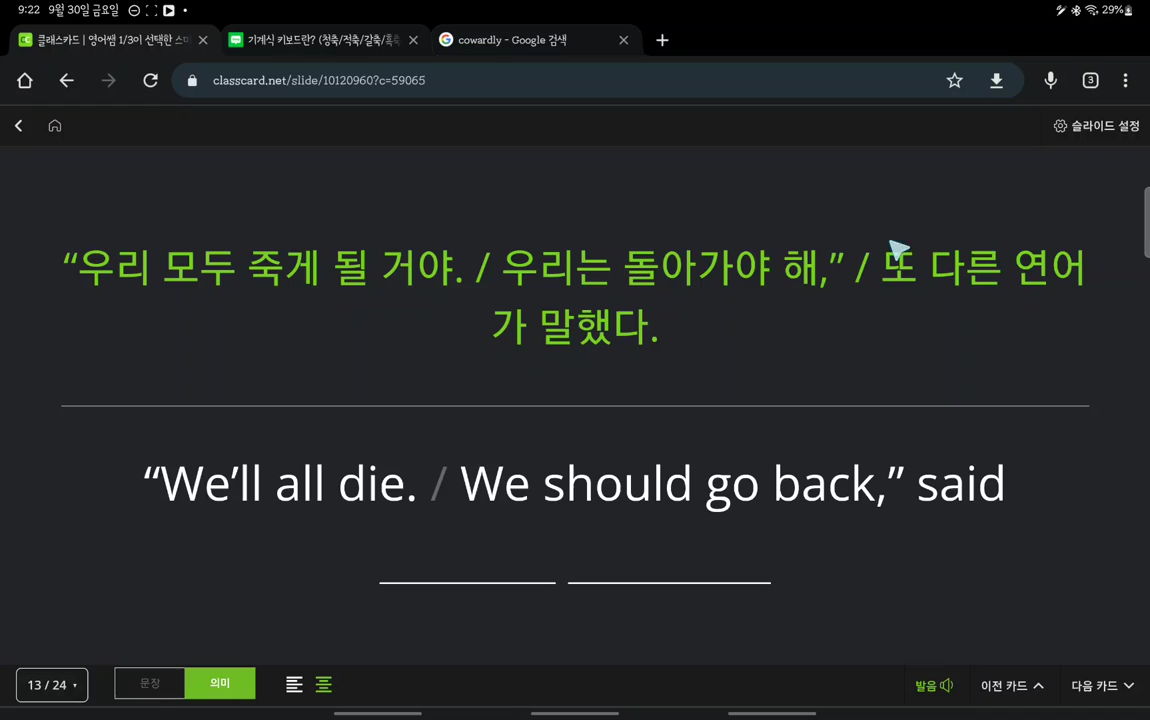 9:22 9월 30일 금요일
클래스카드 | 영어쌤 1/3이 선택한 스마
기계식 키보드란? (청축/적축/갈축/흑축
cowardly - Google 검색
classcard.net/slide/10120960?c=59065
3
29%
슬라이드 설정
“우리 모두 죽게 될 거야. / 우리는 돌아가야 해,” / 또 다른 연어
가 말했다.
“We’ll all die. / We should go back,” said
13 / 24
문장 의미
발음 이전 카드 다음 카드